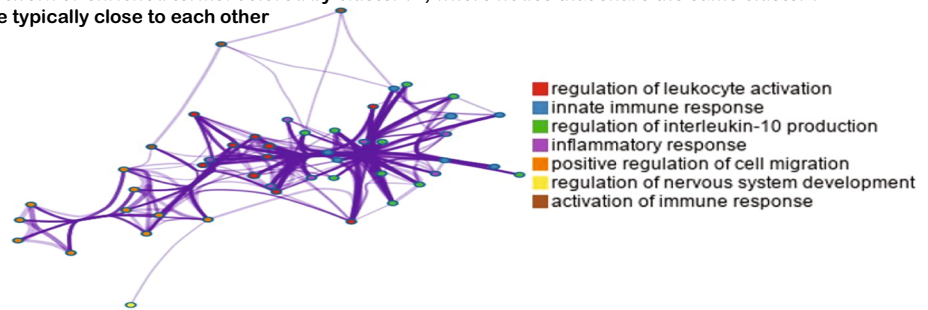 e typically close to each other
regulation of leukocyte activation
innate immune response
regulation of interleukin-10 production
inflammatory response
positive regulation of cell migration
regulation of nervous system development
activation of immune response